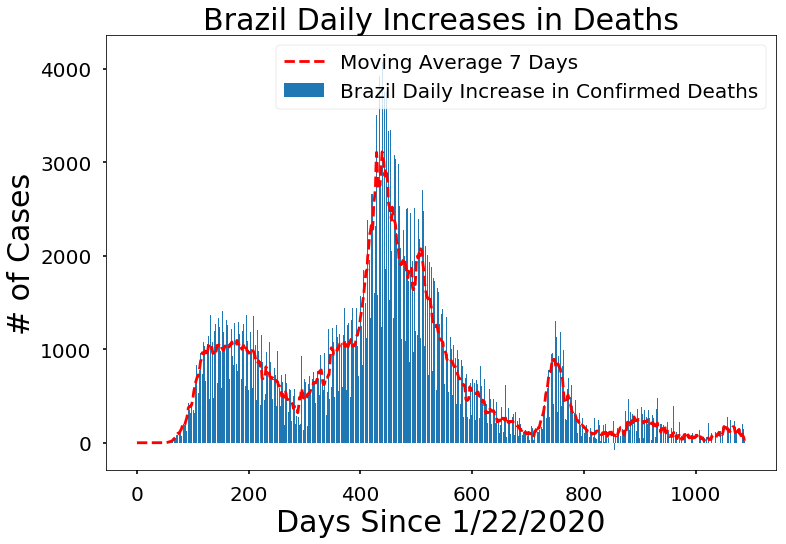 Brazil Daily Increases in Deaths
Moving Average 7 Days
Brazil Daily Increase in Confirmed Deaths
# of Cases
4000
3000
2000
1000
0
0 200 400 600 800 1000
Days Since 1/22/2020